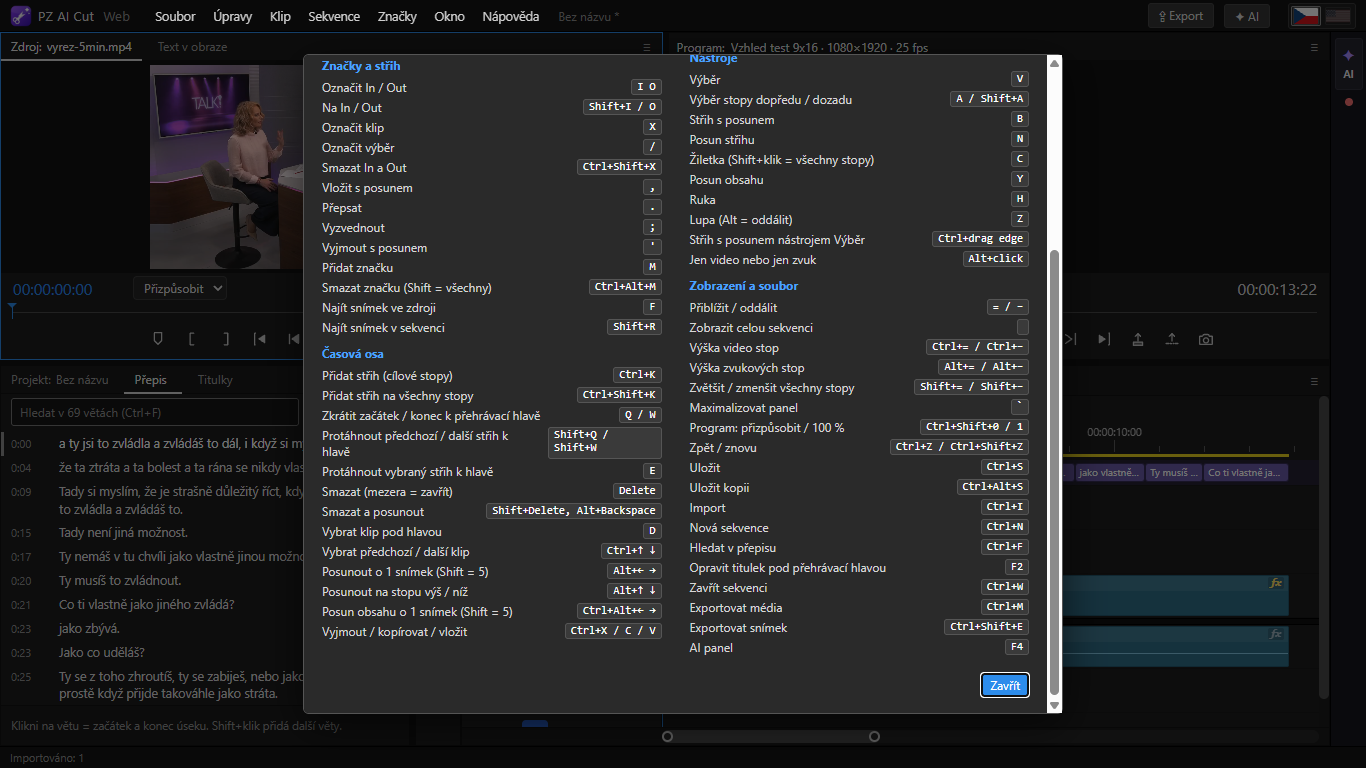 PZ AI Cut Web
Soubor Úpravy Klip Sekvence Značky Okno Nápověda
Bez názvu *
Export
AI
Zdroj: vyrez-5min.mp4
Text v obraze
Program: Vzhled test 9x16 · 1080×1920 · 25 fps
AI
TALK!
00:00:00:00
Přizpůsobit
00:00:13:22
Projekt: Bez názvu
Přepis
Titulky
Hledat v 69 větách (Ctrl+F)
0:00 a ty jsi to zvládla a zvládáš to dál, i když si m
0:04 že ta ztráta a ta bolest a ta rána se nikdy vlas
0:09 Tady si myslím, že je strašně důležitý říct, kdy
to zvládla a zvládáš to.
0:15 Tady není jiná možnost.
0:17 Ty nemáš v tu chvíli jako vlastně jinou možno
0:20 Ty musíš to zvládnout.
0:21 Co ti vlastně jako jiného zvládá?
0:23 jako zbývá.
0:23 Jako co uděláš?
0:25 Ty se z toho zhroutíš, ty se zabiješ, nebo jako
prostě když přijde takováhle jako stráta.
Klikni na větu = začátek a konec úseku. Shift+klik přidá další věty.
Importováno: 1
Značky a střih
Označit In / Out I O
Na In / Out Shift+I / O
Označit klip X
Označit výběr /
Smazat In a Out Ctrl+Shift+X
Vložit s posunem ,
Přepsat .
Vyzvednout ;
Vyjmout s posunem '
Přidat značku M
Smazat značku (Shift = všechny) Ctrl+Alt+M
Najít snímek ve zdroji F
Najít snímek v sekvenci Shift+R
Časová osa
Přidat střih (cílové stopy) Ctrl+K
Přidat střih na všechny stopy Ctrl+Shift+K
Zkrátit začátek / konec k přehrávací hlavě Q / W
Protáhnout předchozí / další střih k Shift+Q /
hlavě Shift+W
Protáhnout vybraný střih k hlavě E
Smazat (mezera = zavřít) Delete
Smazat a posunout Shift+Delete, Alt+Backspace
Vybrat klip pod hlavou D
Vybrat předchozí / další klip Ctrl+↑ ↓
Posunout o 1 snímek (Shift = 5) Alt+← →
Posunout na stopu výš / níž Alt+↑ ↓
Posun obsahu o 1 snímek (Shift = 5) Ctrl+Alt+← →
Vyjmout / kopírovat / vložit Ctrl+X / C / V
Nástroje
Výběr V
Výběr stopy dopředu / dozadu A / Shift+A
Střih s posunem B
Posun střihu N
Žiletka (Shift+klik = všechny stopy) C
Posun obsahu Y
Ruka H
Lupa (Alt = oddálit) Z
Střih s posunem nástrojem Výběr Ctrl+drag edge
Jen video nebo jen zvuk Alt+click
Zobrazení a soubor
Přiblížit / oddálit = / −
Zobrazit celou sekvenci
Výška video stop Ctrl+= / Ctrl+−
Výška zvukových stop Alt+= / Alt+−
Zvětšit / zmenšit všechny stopy Shift+= / Shift+−
Maximalizovat panel `
Program: přizpůsobit / 100 % Ctrl+Shift+0 / 1
Zpět / znovu Ctrl+Z / Ctrl+Shift+Z
Uložit Ctrl+S
Uložit kopii Ctrl+Alt+S
Import Ctrl+I
Nová sekvence Ctrl+N
Hledat v přepisu Ctrl+F
Opravit titulek pod přehrávací hlavou F2
Zavřít sekvenci Ctrl+W
Exportovat média Ctrl+M
Exportovat snímek Ctrl+Shift+E
AI panel F4
Zavřít
00:00:10:00
jako vlastně... Ty musíš ... Co ti vlastně ja...
fx
fx